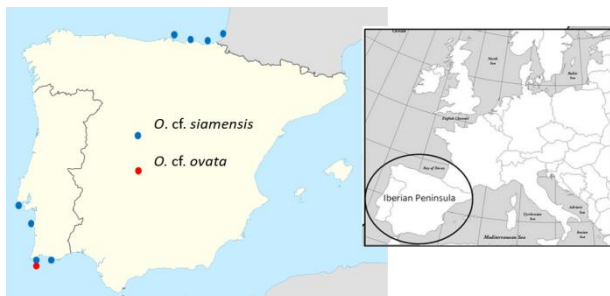 O. cf. siamensis
O. cf. ovata
North
Sea
Baltic
Sea
English Channel
Bay of Biscay
Iberian Peninsula
Adriatic
Sea
Tyrrhenian
Sea
Ionian
Sea
Mediterranean Sea